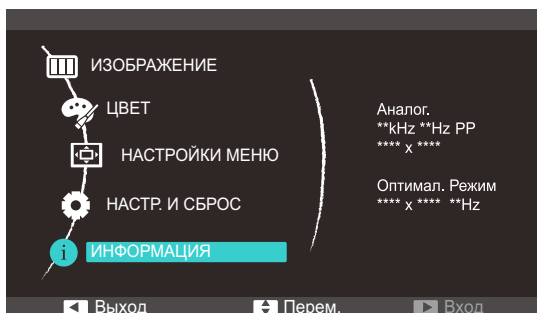 ИЗОБРАЖЕНИЕ
ЦВЕТ
НАСТРОЙКИ МЕНЮ
НАСТР. И СБРОС
i ИНФОРМАЦИЯ
Аналог.
**kHz **Hz PP
**** x ****
Оптимал. Режим
**** x **** **Hz
Выход Перем. Вход